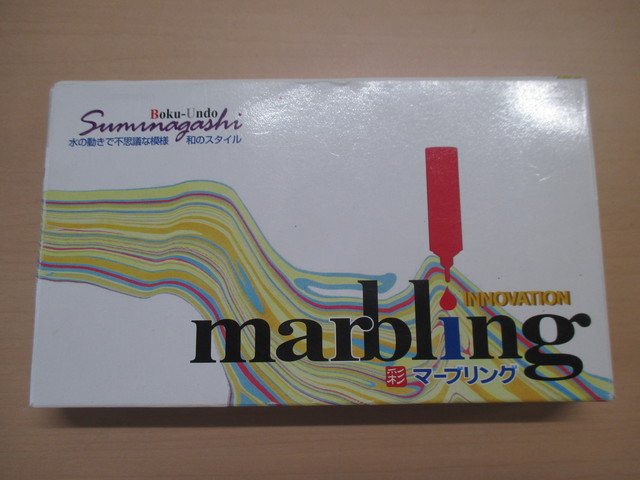 Boku-Undo
Suminagashi
水の動きで不思議な模様 和のスタイル
INNOVATION
marbling
彩 マーブリング